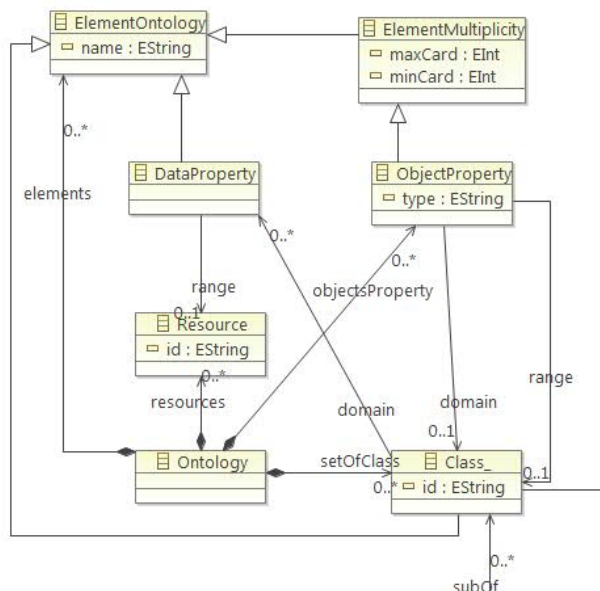 ElementOntology
name : EString
ElementMultiplicity
maxCard : EInt
minCard : EInt
0..*
elements
DataProperty
ObjectProperty
type : EString
0..*
0..*
range
objectsProperty
0..1
Resource
id : EString
range
0..*
resources
domain
domain
0..1
Ontology
setOfClass
Class_
0..1
0..*
id : EString
0..*
subOf